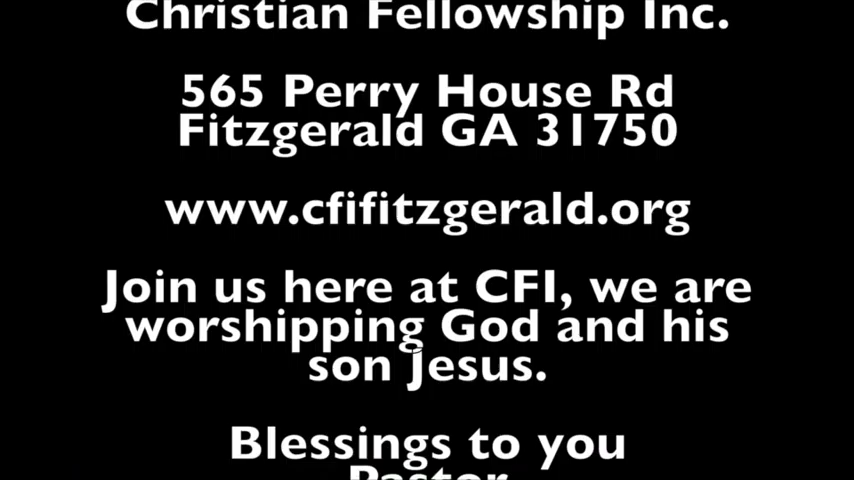 Christian Fellowship Inc.
565 Perry House Rd
Fitzgerald GA 31750
www.cfifitzgerald.org
Join us here at CFI, we are
worshipping God and his
son Jesus.
Blessings to you
Pastor